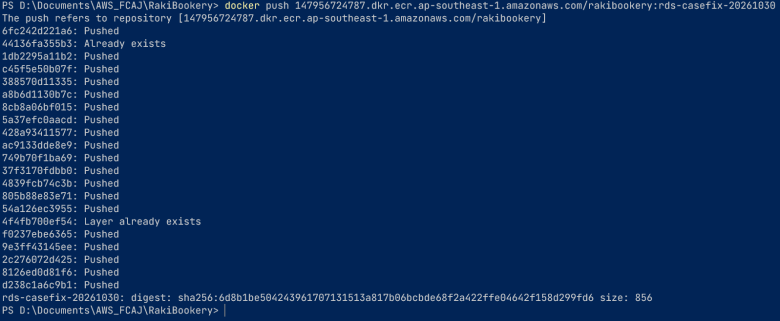 PS D:\Documents\AWS_FCAJ\RakiBookery> docker push 147956724787.dkr.ecr.ap-southeast-1.amazonaws.com/rakibookery:rds-casefix-20261030
The push refers to repository [147956724787.dkr.ecr.ap-southeast-1.amazonaws.com/rakibookery]
6fc242d221a6: Pushed
44136fa355b3: Already exists
1db2295a11b2: Pushed
c45f5e50b07f: Pushed
388570d11335: Pushed
a8b6d1130b7c: Pushed
8cb8a06bf015: Pushed
5a37efc0aacd: Pushed
428a93411577: Pushed
ac9133dde8e9: Pushed
749b70f1ba69: Pushed
37f3170fdbb0: Pushed
4839fcb74c3b: Pushed
805b88e83e71: Pushed
54a126ec3955: Pushed
4f4fb700ef54: Layer already exists
f0237ebe6365: Pushed
9e3ff43145ee: Pushed
2c276072d425: Pushed
8126ed0d81f6: Pushed
d238c1a6c9b1: Pushed
rds-casefix-20261030: digest: sha256:6d8b1be504243961707131513a817b06bcbde68f2a422ffe04642f158d299fd6 size: 856
PS D:\Documents\AWS_FCAJ\RakiBookery>